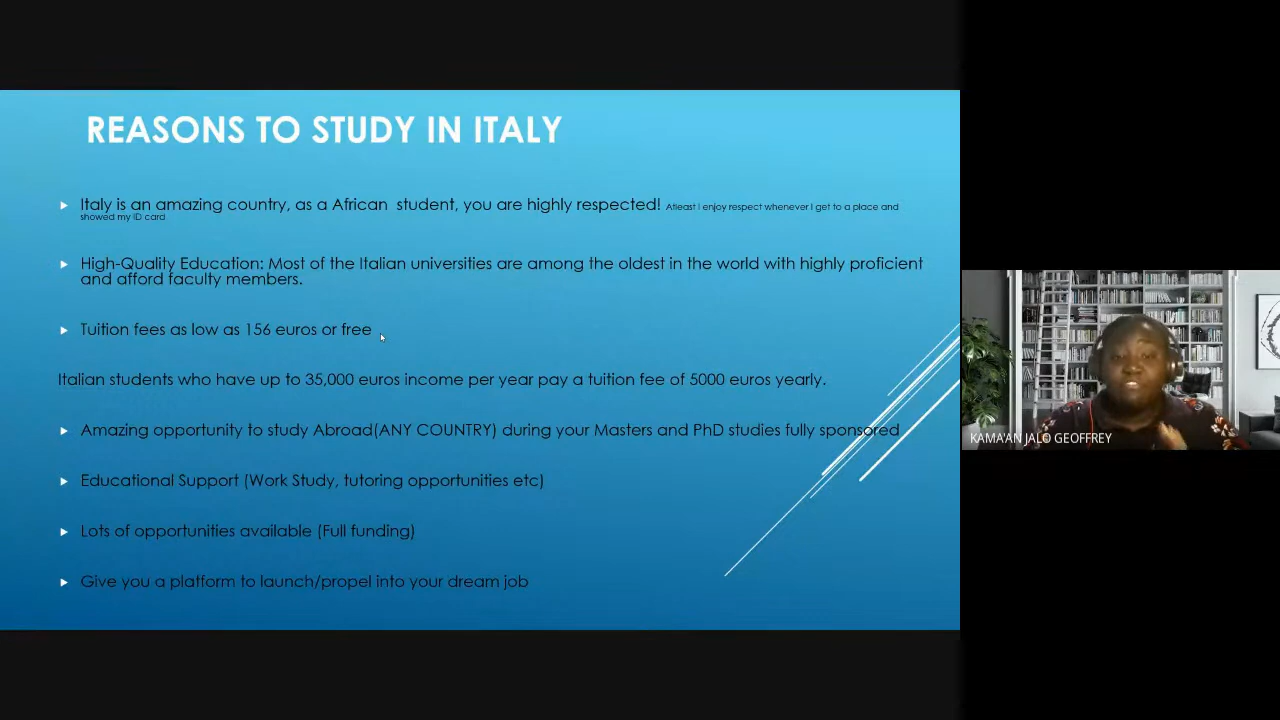 REASONS TO STUDY IN ITALY
Italy is an amazing country, as a African student, you are highly respected! Atleast I enjoy respect whenever I get to a place and
showed my ID card
High-Quality Education: Most of the Italian universities are among the oldest in the world with highly proficient
and afford faculty members.
Tuition fees as low as 156 euros or free
Italian students who have up to 35,000 euros income per year pay a tuition fee of 5000 euros yearly.
Amazing opportunity to study Abroad(ANY COUNTRY) during your Masters and PhD studies fully sponsored
Educational Support (Work Study, tutoring opportunities etc)
Lots of opportunities available (Full funding)
Give you a platform to launch/propel into your dream job
KAMA'AN JALO GEOFFREY